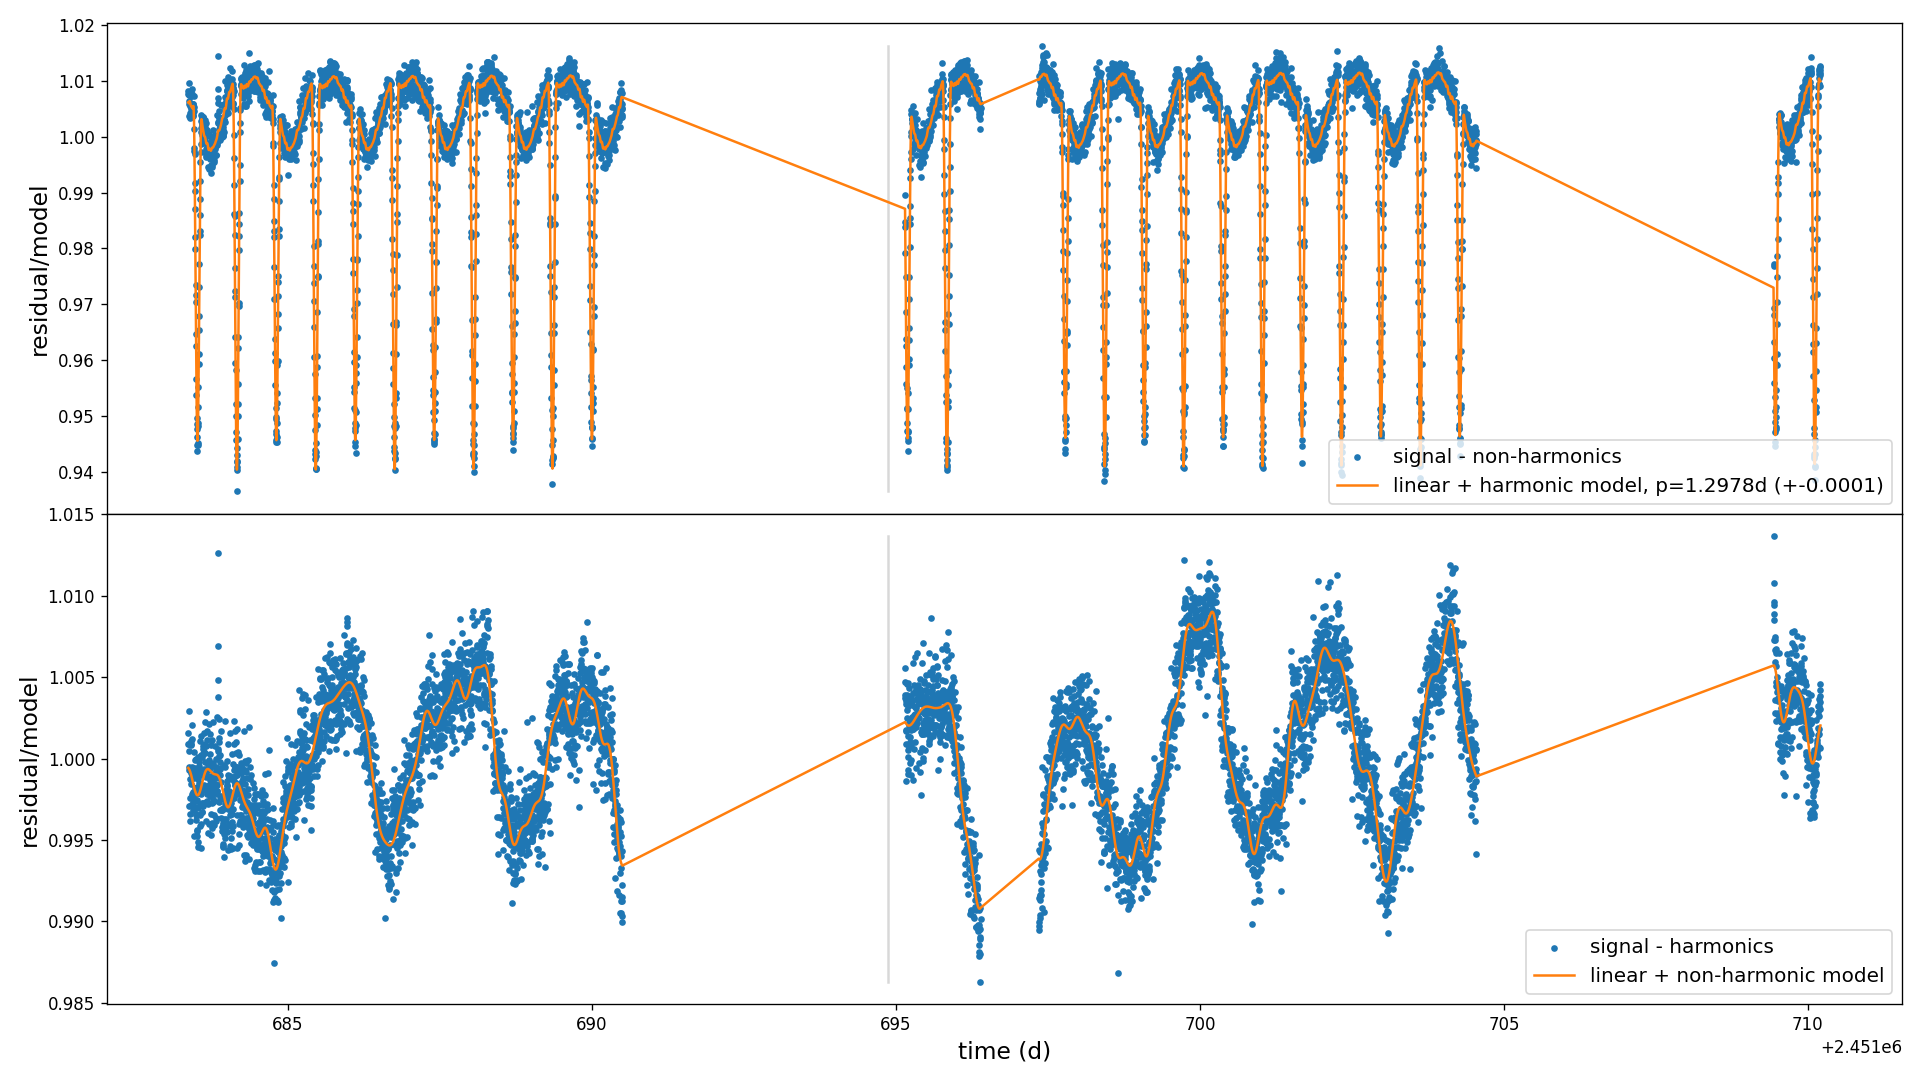 1.02
1.01
1.00
0.99
0.98
0.97
0.96
0.95
0.94
residual/model
signal - non-harmonics
linear + harmonic model, p=1.2978d (+-0.0001)
1.015
1.010
1.005
1.000
0.995
0.990
0.985
residual/model
signal - harmonics
linear + non-harmonic model
685 690 695 700 705 710
time (d)
+2.451e6